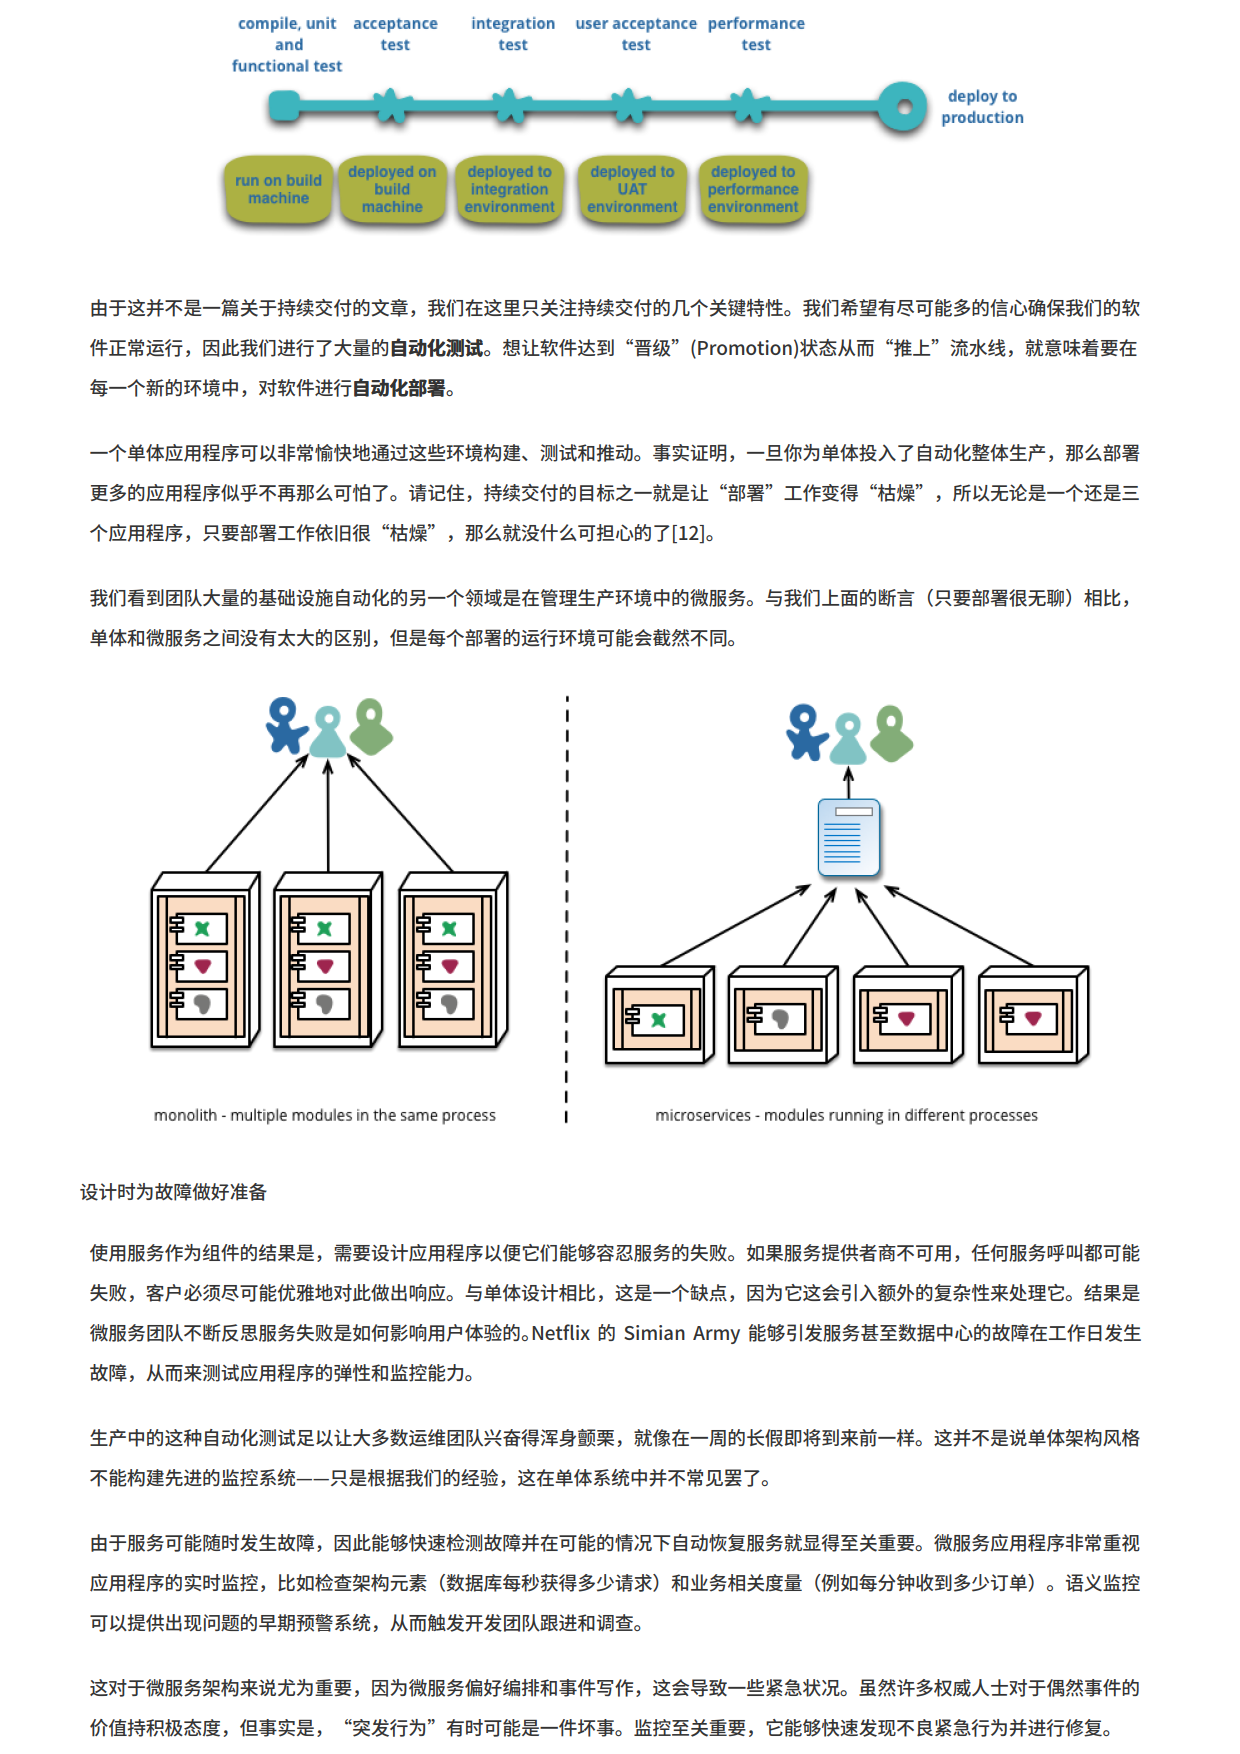 compile, unit and functional test
acceptance test
integration test
user acceptance test
performance test
deploy to production
run on build machine
deployed on build machine
deployed to integration environment
deployed to UAT environment
deployed to performance environment
由于这并不是一篇关于持续交付的文章，我们在这里只关注持续交付的几个关键特性。我们希望有尽可能多的信心确保我们的软
件正常运行，因此我们进行了大量的自动化测试。想让软件达到“晋级”(Promotion)状态从而“推上”流水线，就意味着要在
每一个新的环境中，对软件进行自动化部署。
一个单体应用程序可以非常愉快地通过这些环境构建、测试和推动。事实证明，一旦你为单体投入了自动化整体生产，那么部署
更多的应用程序似乎不再那么可怕了。请记住，持续交付的目标之一就是让“部署”工作变得“枯燥”，所以无论是一个还是三
个应用程序，只要部署工作依旧很“枯燥”，那么就没什么可担心的了[12]。
我们看到团队大量的基础设施自动化的另一个领域是在管理生产环境中的微服务。与我们上面的断言（只要部署很无聊）相比，
单体和微服务之间没有太大的区别，但是每个部署的运行环境可能会截然不同。
monolith - multiple modules in the same process
microservices - modules running in different processes
设计时为故障做好准备
使用服务作为组件的结果是，需要设计应用程序以便它们能够容忍服务的失败。如果服务提供者商不可用，任何服务呼叫都可能
失败，客户必须尽可能优雅地对此做出响应。与单体设计相比，这是一个缺点，因为它这会引入额外的复杂性来处理它。结果是
微服务团队不断反思服务失败是如何影响用户体验的。Netflix 的 Simian Army 能够引发服务甚至数据中心的故障在工作日发生
故障，从而来测试应用程序的弹性和监控能力。
生产中的这种自动化测试足以让大多数运维团队兴奋得浑身颤栗，就像在一周的长假即将到来前一样。这并不是说单体架构风格
不能构建先进的监控系统——只是根据我们的经验，这在单体系统中并不常见罢了。
由于服务可能随时发生故障，因此能够快速检测故障并在可能的情况下自动恢复服务就显得至关重要。微服务应用程序非常重视
应用程序的实时监控，比如检查架构元素（数据库每秒获得多少请求）和业务相关度量（例如每分钟收到多少订单）。语义监控
可以提供出现问题的早期预警系统，从而触发开发团队跟进和调查。
这对于微服务架构来说尤为重要，因为微服务偏好编排和事件写作，这会导致一些紧急状况。虽然许多权威人士对于偶然事件的
价值持积极态度，但事实是，“突发行为”有时可能是一件坏事。监控至关重要，它能够快速发现不良紧急行为并进行修复。